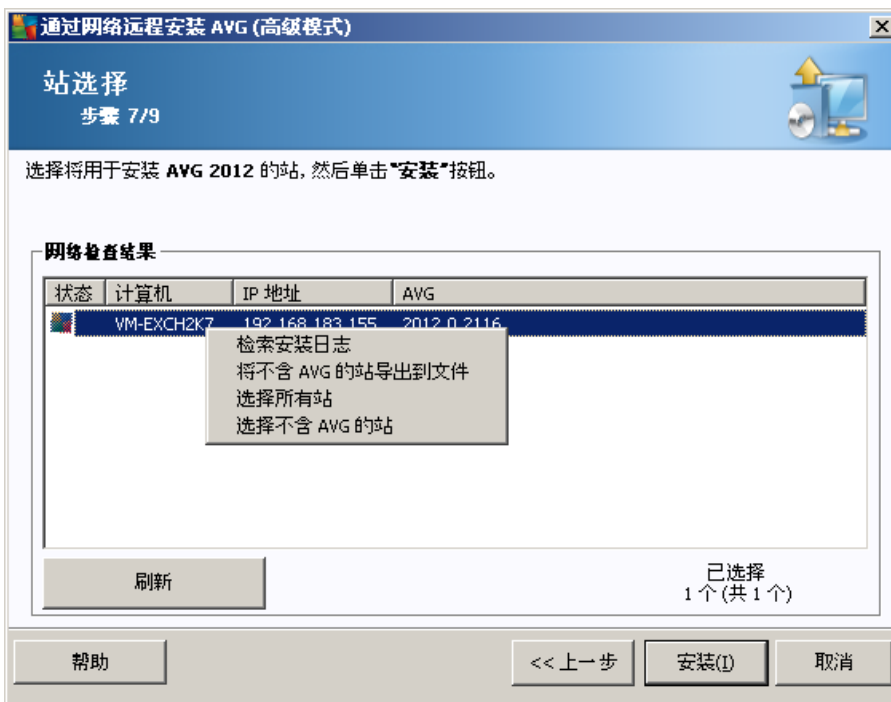 通过网络远程安装 AVG (高级模式)
站选择
步骤 7/9
选择将用于安装 AVG 2012 的站, 然后单击"安装"按钮。
网络检查结果
状态 计算机 IP 地址 AVG
VM-EXCH2K7 192.168.183.155 2012.0.2116
检索安装日志
将不含 AVG 的站导出到文件
选择所有站
选择不含 AVG 的站
刷新
已选择
1 个 (共 1 个)
帮助 << 上一步 安装(I) 取消